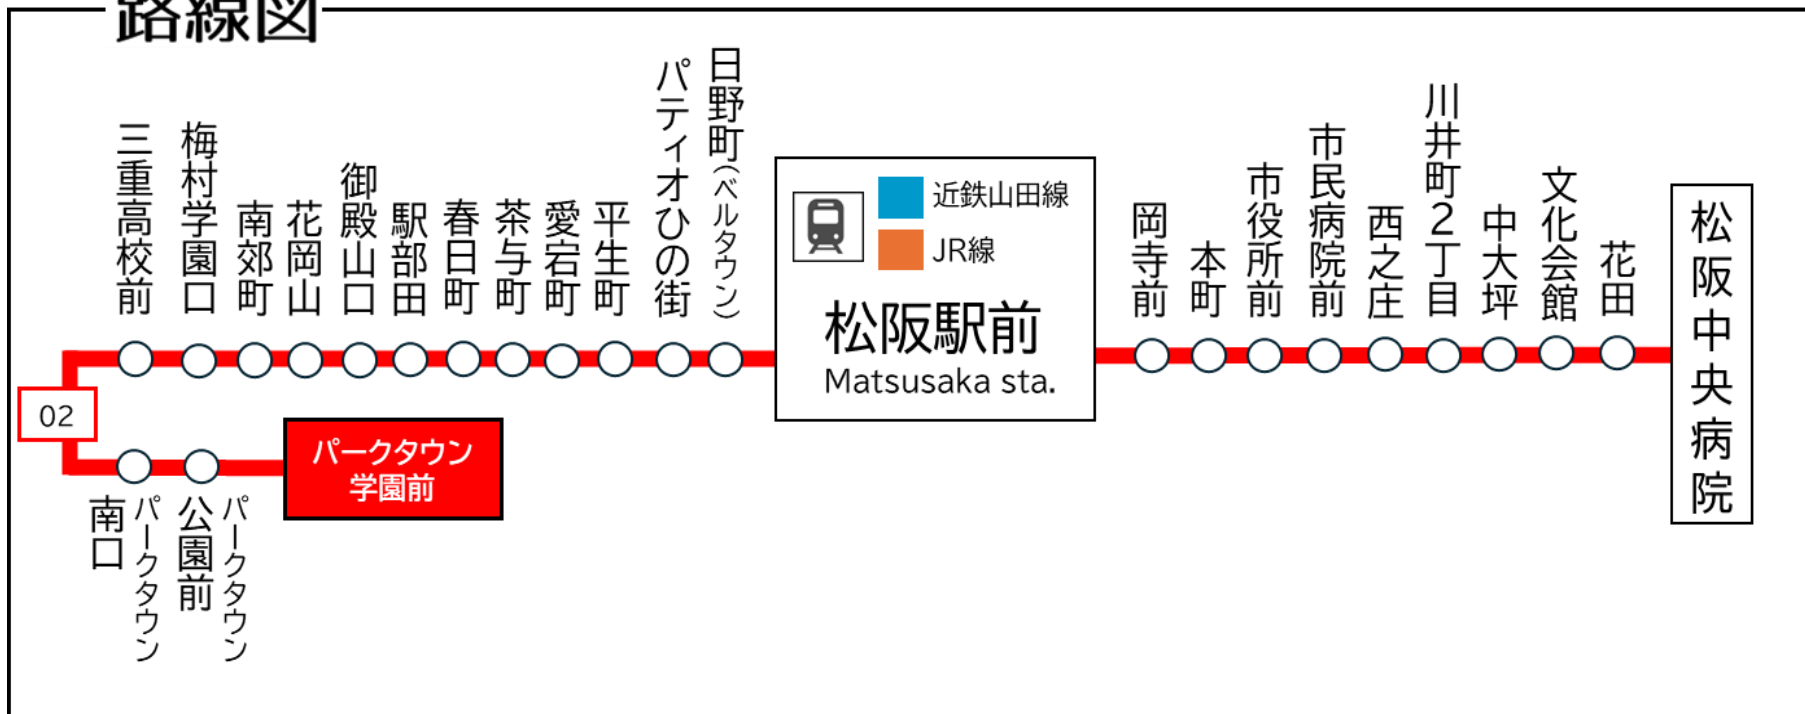 路線図
三重高校前
梅村学園口
南郊町
花岡山
御殿山口
駅部田
春日町
茶与町
愛宕町
平生町
パティオひの街
日野町(ベルタウン)
近鉄山田線
JR線
松阪駅前
Matsusaka sta.
岡寺前
本町
市役所前
市民病院前
西之庄
川井町2丁目
中大坪
文化会館
花田
松阪中央病院
02
パークタウン
南口
パークタウン
公園前
パークタウン
学園前